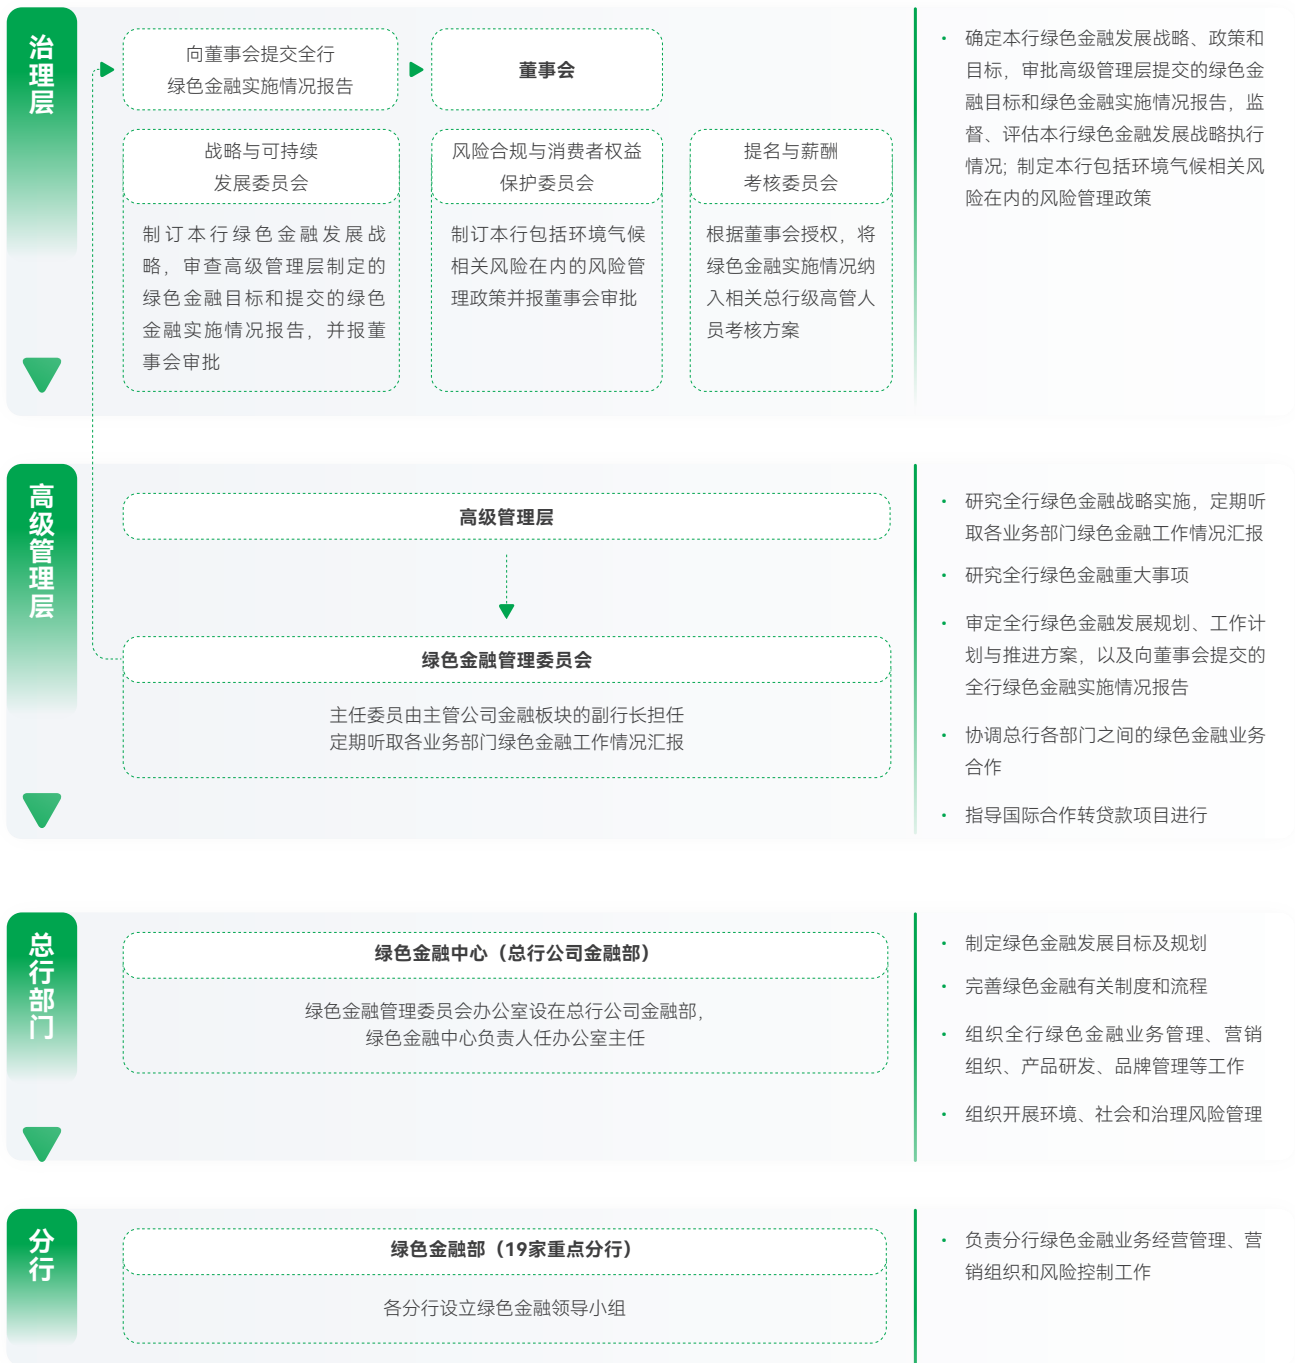 治理层
向董事会提交全行
绿色金融实施情况报告
董事会
战略与可持续
发展委员会
制订本行绿色金融发展战
略，审查高级管理层制定的
绿色金融目标和提交的绿色
金融实施情况报告，并报董
事会审批
风险合规与消费者权益
保护委员会
制订本行包括环境气候
相关风险在内的风险管
理政策并报董事会审批
提名与薪酬
考核委员会
根据董事会授权，将
绿色金融实施情况纳
入相关总行级高管人
员考核方案
• 确定本行绿色金融发展战略、政策和
目标，审批高级管理层提交的绿色金
融目标和绿色金融实施情况报告，监
督、评估本行绿色金融发展战略执行
情况；制定本行包括环境气候相关风
险在内的风险管理政策
高级管理层
高级管理层
绿色金融管理委员会
主任委员由主管公司金融板块的副行长担任
定期听取各业务部门绿色金融工作情况汇报
• 研究全行绿色金融战略实施，定期听
取各业务部门绿色金融工作情况汇报
• 研究全行绿色金融重大事项
• 审定全行绿色金融发展规划、工作计
划与推进方案，以及向董事会提交的
全行绿色金融实施情况报告
• 协调总行各部门之间的绿色金融业务
合作
• 指导国际合作转贷款项目进行
总行部门
绿色金融中心（总行公司金融部）
绿色金融管理委员会办公室设在总行公司金融部，
绿色金融中心负责人任办公室主任
• 制定绿色金融发展目标及规划
• 完善绿色金融有关制度和流程
• 组织全行绿色金融业务管理、营销
组织、产品研发、品牌管理等工作
• 组织开展环境、社会和治理风险管理
分行
绿色金融部（19家重点分行）
各分行设立绿色金融领导小组
• 负责分行绿色金融业务经营管理、营
销组织和风险控制工作